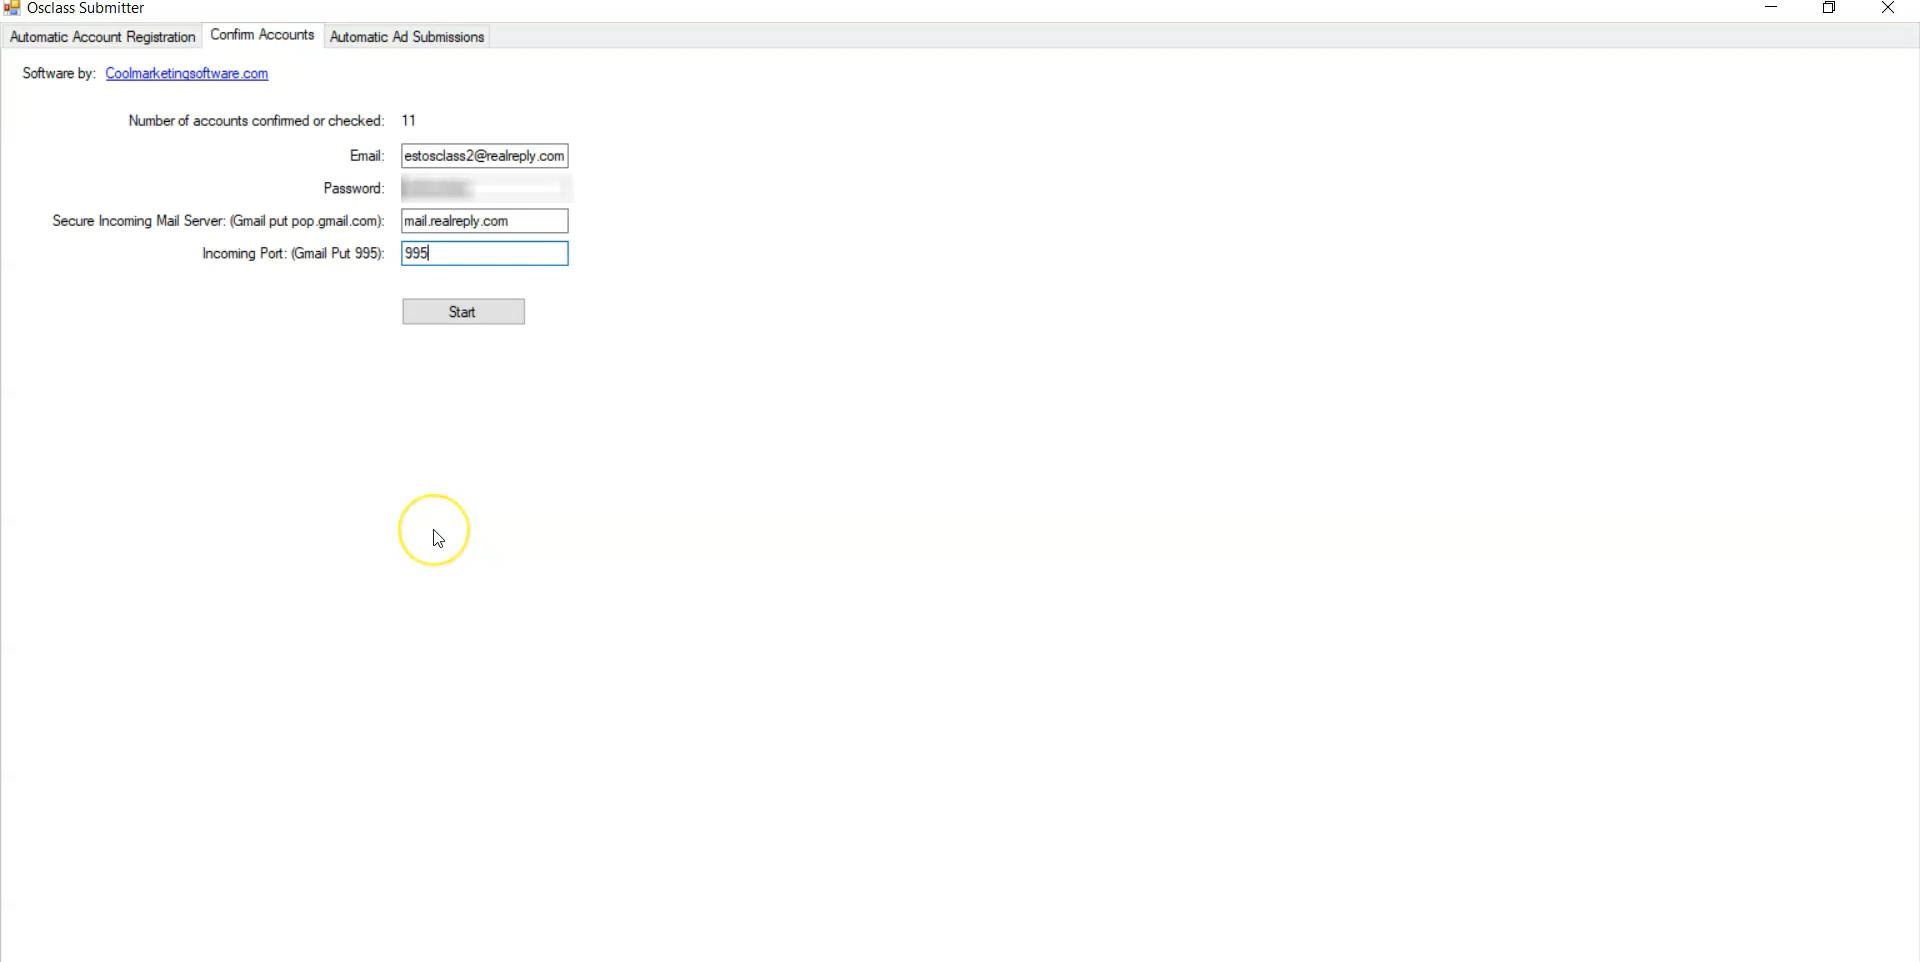 Osclass Submitter
Automatic Account Registration Confirm Accounts Automatic Ad Submissions
Software by: Coolmarketingsoftware.com
Number of accounts confirmed or checked: 11
Email: estosclass2@realreply.com
Password:
Secure Incoming Mail Server: (Gmail put pop.gmail.com): mail.realreply.com
Incoming Port: (Gmail Put 995): 995
Start